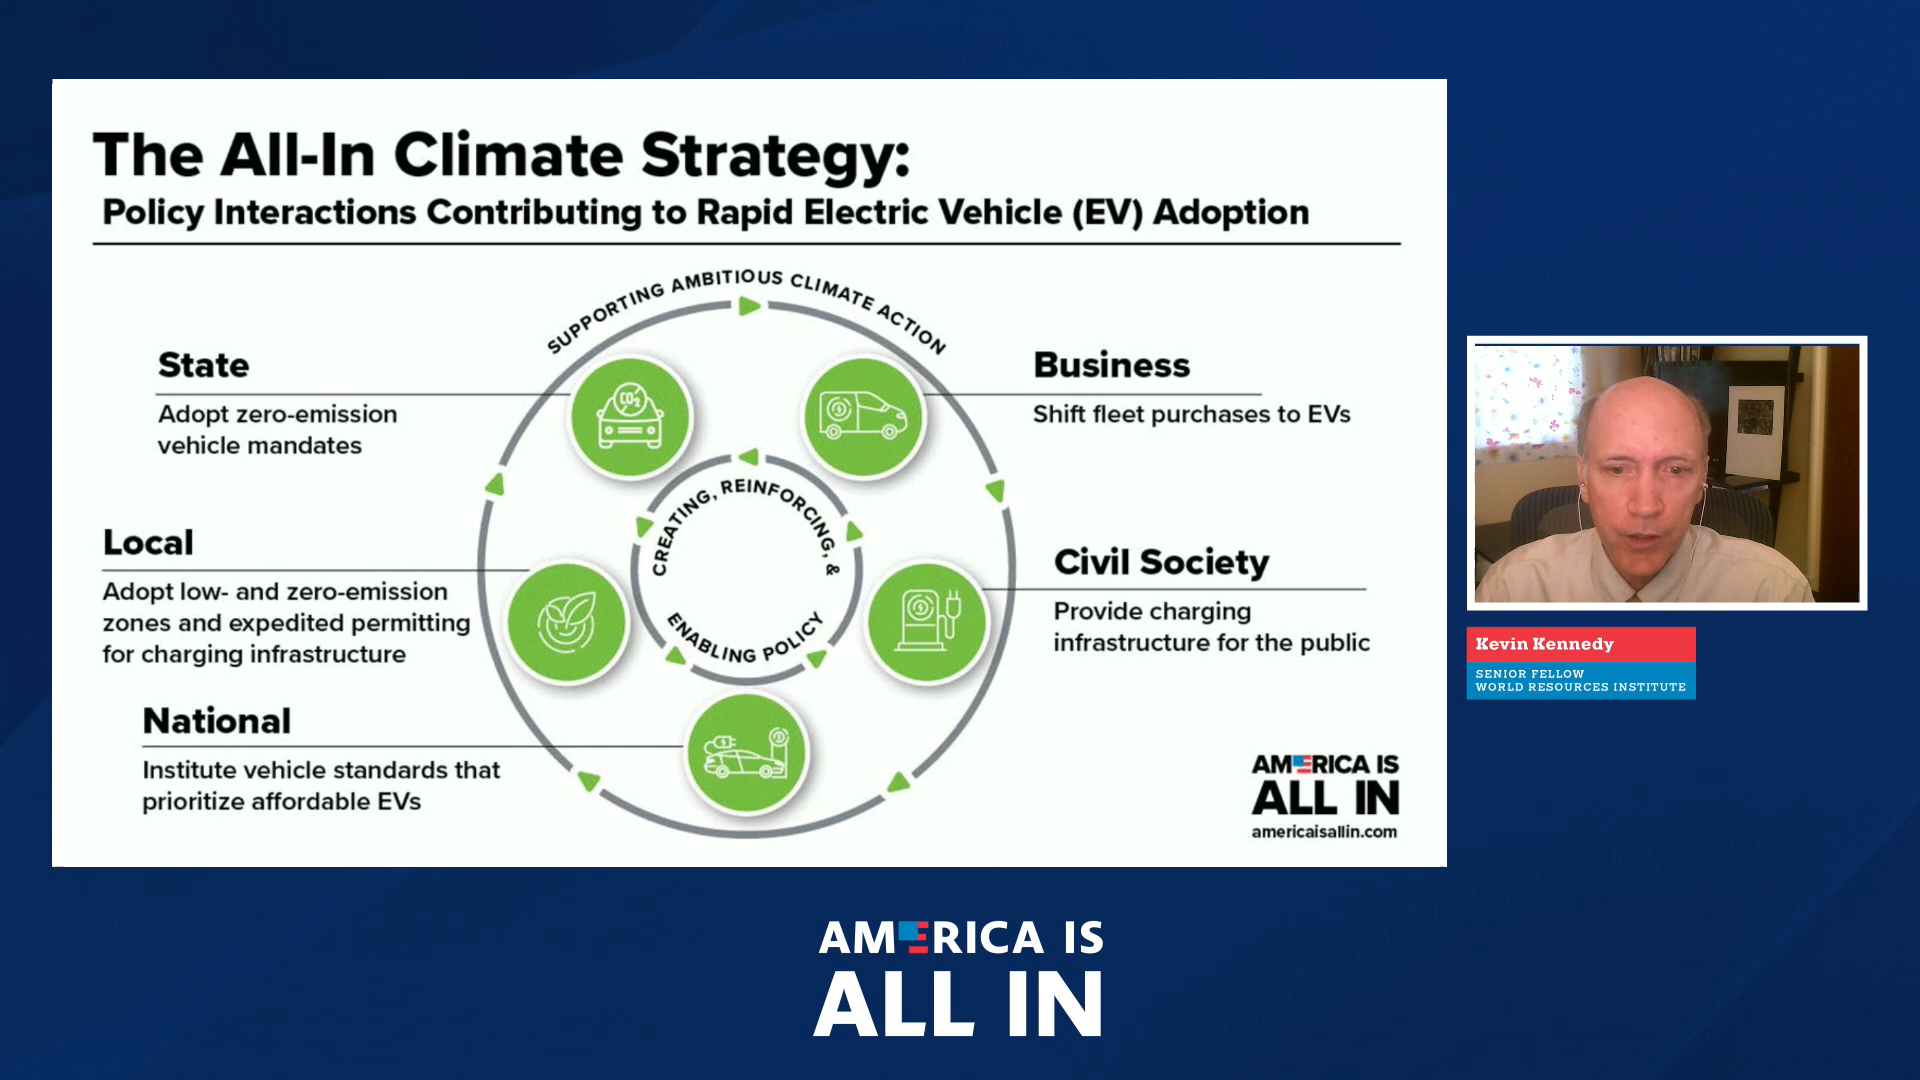 The All-In Climate Strategy:
Policy Interactions Contributing to Rapid Electric Vehicle (EV) Adoption
SUPPORTING AMBITIOUS CLIMATE ACTION
State
Adopt zero-emission
vehicle mandates
CO2
Business
Shift fleet purchases to EVs
CREATING, REINFORCING, &
ENABLING POLICY
Local
Adopt low- and zero-emission
zones and expedited permitting
for charging infrastructure
Civil Society
Provide charging
infrastructure for the public
National
Institute vehicle standards that
prioritize affordable EVs
AMERICA IS
ALL IN
americaisallin.com
Kevin Kennedy
SENIOR FELLOW
WORLD RESOURCES INSTITUTE
AMERICA IS
ALL IN